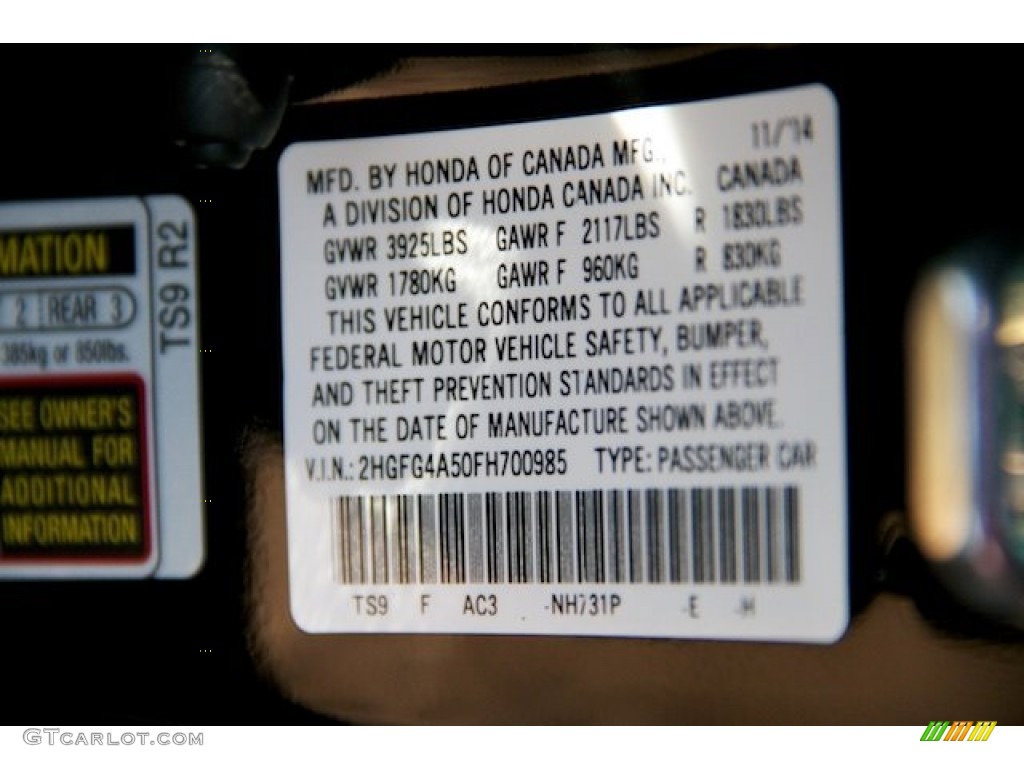 MATION
2 REAR 3
385kg or 850lbs.
SEE OWNER'S
MANUAL FOR
ADDITIONAL
INFORMATION
TS9 R2
11/'14
MFD. BY HONDA OF CANADA MFG.,
A DIVISION OF HONDA CANADA INC. CANADA
GVWR 3925LBS GAWR F 2117LBS R 1830LBS
GVWR 1780KG GAWR F 960KG R 830KG
THIS VEHICLE CONFORMS TO ALL APPLICABLE
FEDERAL MOTOR VEHICLE SAFETY, BUMPER,
AND THEFT PREVENTION STANDARDS IN EFFECT
ON THE DATE OF MANUFACTURE SHOWN ABOVE.
V.I.N.: 2HGFG4A50FH700985 TYPE: PASSENGER CAR
TS9 F AC3 -NH731P -E -H
GTCARLOT.COM